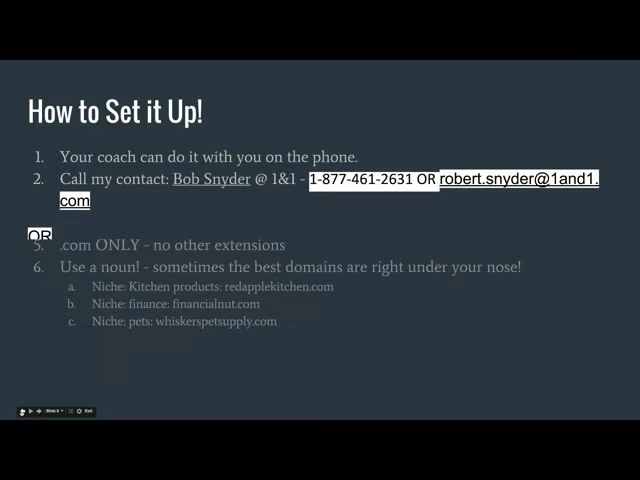 How to Set it Up!
1. Your coach can do it with you on the phone.
2. Call my contact: Bob Snyder @ 1&1 - 1-877-461-2631 OR robert.snyder@1and1.
com
OR
5. .com ONLY - no other extensions
6. Use a noun! - sometimes the best domains are right under your nose!
a. Niche: Kitchen products: redapplekitchen.com
b. Niche: finance: financialnut.com
c. Niche: pets: whiskerspetsupply.com
Slide 6 Exit